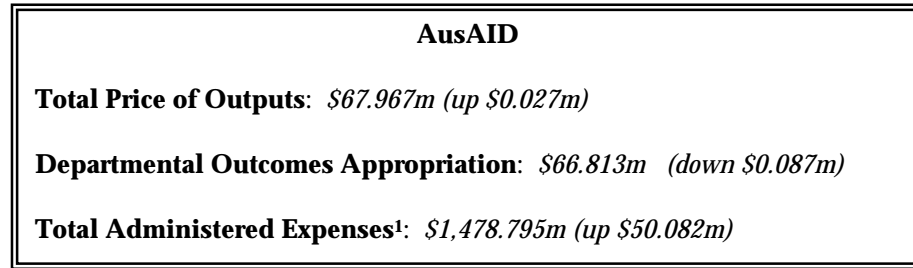 AusAID
Total Price of Outputs: $67.967m (up $0.027m)
Departmental Outcomes Appropriation: $66.813m (down $0.087m)
Total Administered Expenses¹: $1,478.795m (up $50.082m)